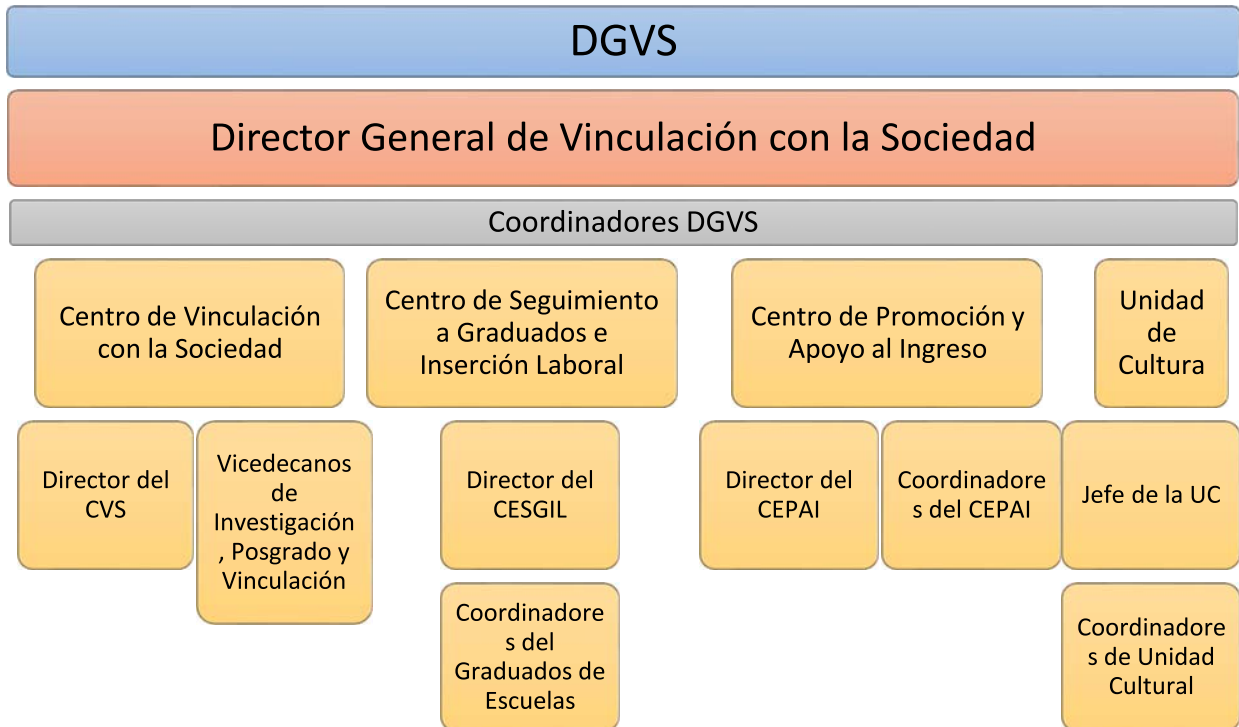 DGVS
Director General de Vinculación con la Sociedad
Coordinadores DGVS
Centro de Vinculación
con la Sociedad
Centro de Seguimiento
a Graduados e
Inserción Laboral
Centro de Promoción y
Apoyo al Ingreso
Unidad
de
Cultura
Director del
CVS
Vicedecanos
de
Investigación
, Posgrado y
Vinculación
Director del
CESGIL
Director del
CEPAI
Coordinadore
s del CEPAI
Jefe de la UC
Coordinadore
s del
Graduados de
Escuelas
Coordinadore
s de Unidad
Cultural